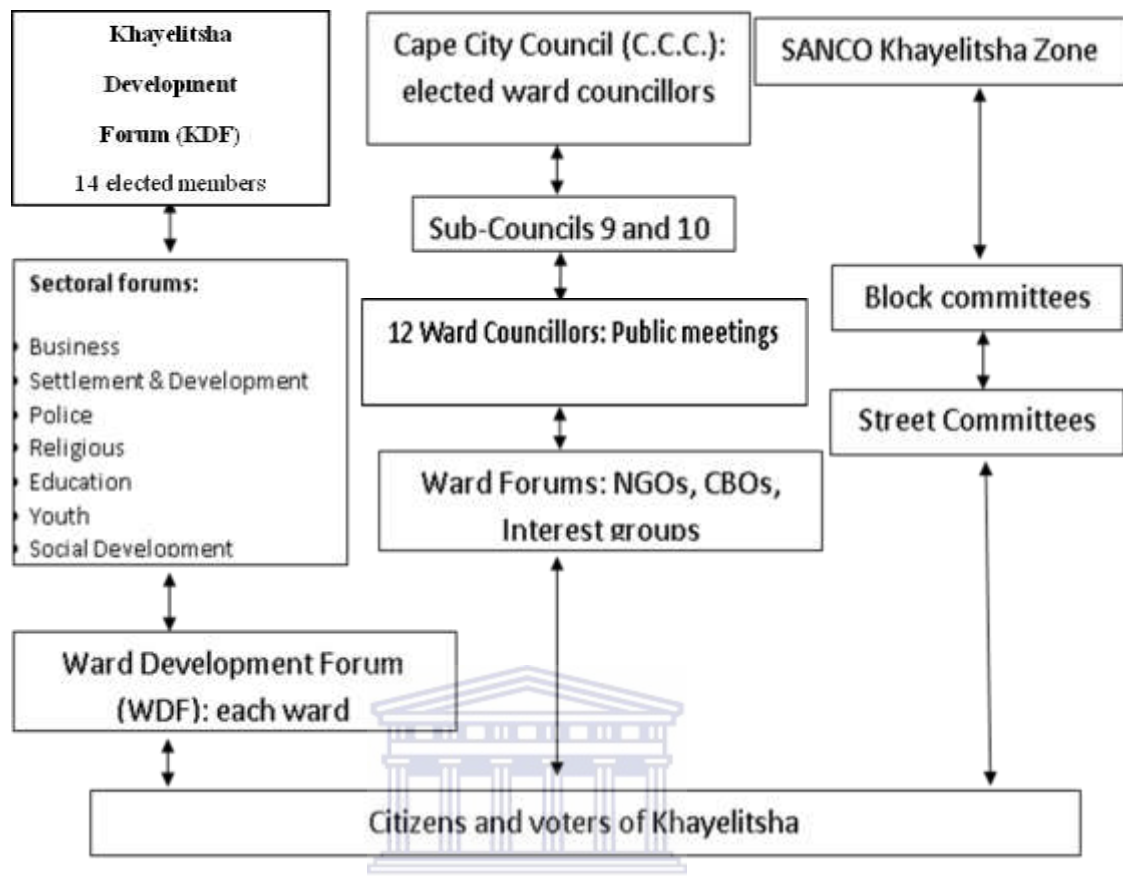 Khayelitsha
Development
Forum (KDF)
14 elected members
Sectoral forums:
Business
Settlement & Development
Police
Religious
Education
Youth
Social Development
Ward Development Forum
(WDF): each ward
Cape City Council (C.C.C.):
elected ward councillors
Sub-Councils 9 and 10
12 Ward Councillors: Public meetings
Ward Forums: NGOs, CBOs,
Interest groups
SANCO Khayelitsha Zone
Block committees
Street Committees
Citizens and voters of Khayelitsha